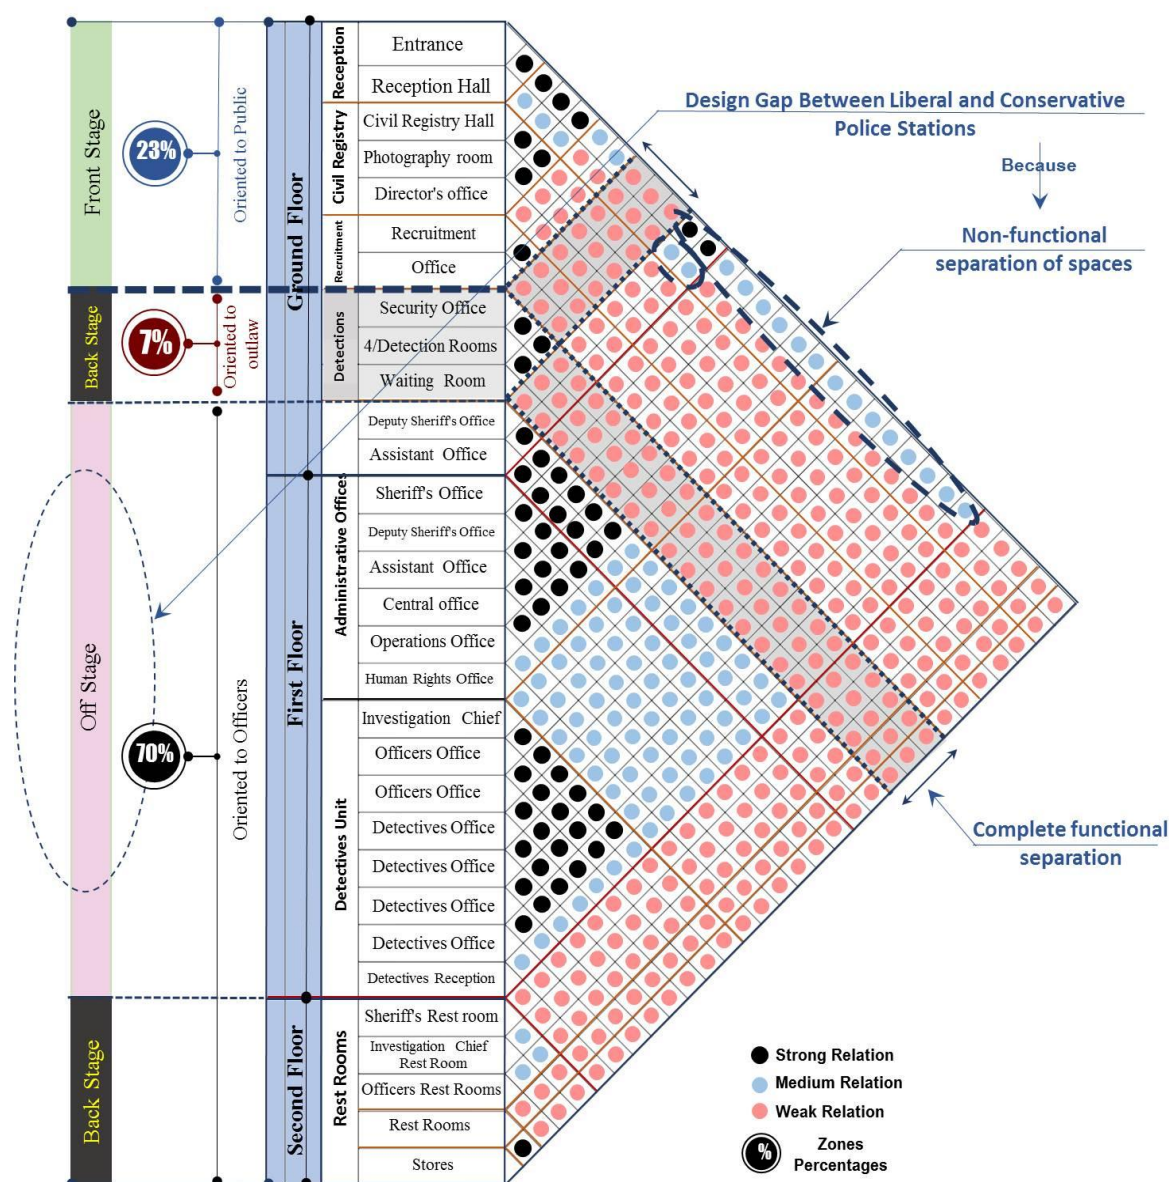 Front Stage
Back Stage
Off Stage
Back Stage
23%
7%
70%
Oriented to Public
Oriented to
outlaw
Oriented to Officers
Ground Floor
First Floor
Second Floor
Reception
Civil Registry
Recruitment
Detections
Administrative Offices
Detectives Unit
Rest Rooms
Entrance
Reception Hall
Civil Registry Hall
Photography room
Director's office
Recruitment
Office
Security Office
4/Detection Rooms
Waiting Room
Deputy Sheriff's Office
Assistant Office
Sheriff's Office
Deputy Sheriff's Office
Assistant Office
Central office
Operations Office
Human Rights Office
Investigation Chief
Officers Office
Officers Office
Detectives Office
Detectives Office
Detectives Office
Detectives Office
Detectives Reception
Sheriff's Rest room
Investigation Chief
Rest Room
Officers Rest Rooms
Rest Rooms
Stores
Design Gap Between Liberal and Conservative
Police Stations
Because
Non-functional
separation of spaces
Complete functional
separation
Strong Relation
Medium Relation
Weak Relation
% Zones
Percentages